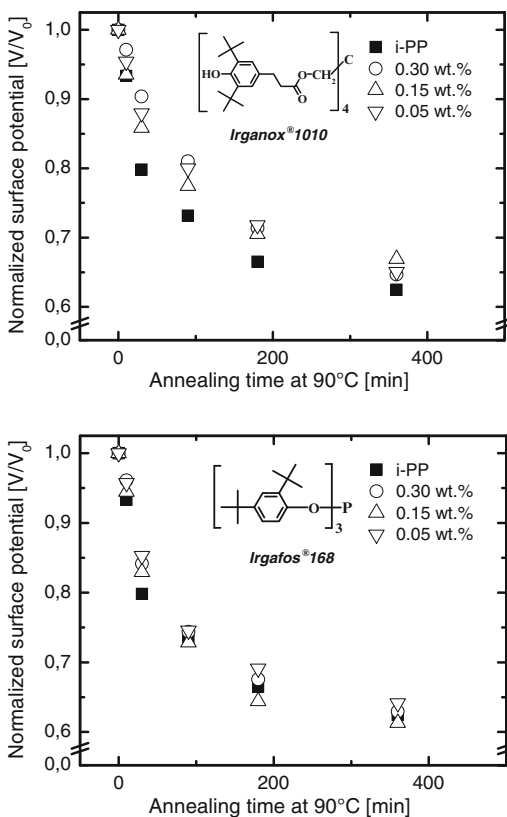 Normalized surface potential [V/V₀]
1,0
0,9
0,8
0,7
0,6
0,0
0
200
400
Annealing time at 90°C [min]
HO
O
O–CH₂
C
4
Irganox®1010
i-PP
0.30 wt.%
0.15 wt.%
0.05 wt.%
Normalized surface potential [V/V₀]
1,0
0,9
0,8
0,7
0,6
0,0
0
200
400
Annealing time at 90°C [min]
O
P
3
Irgafos®168
i-PP
0.30 wt.%
0.15 wt.%
0.05 wt.%